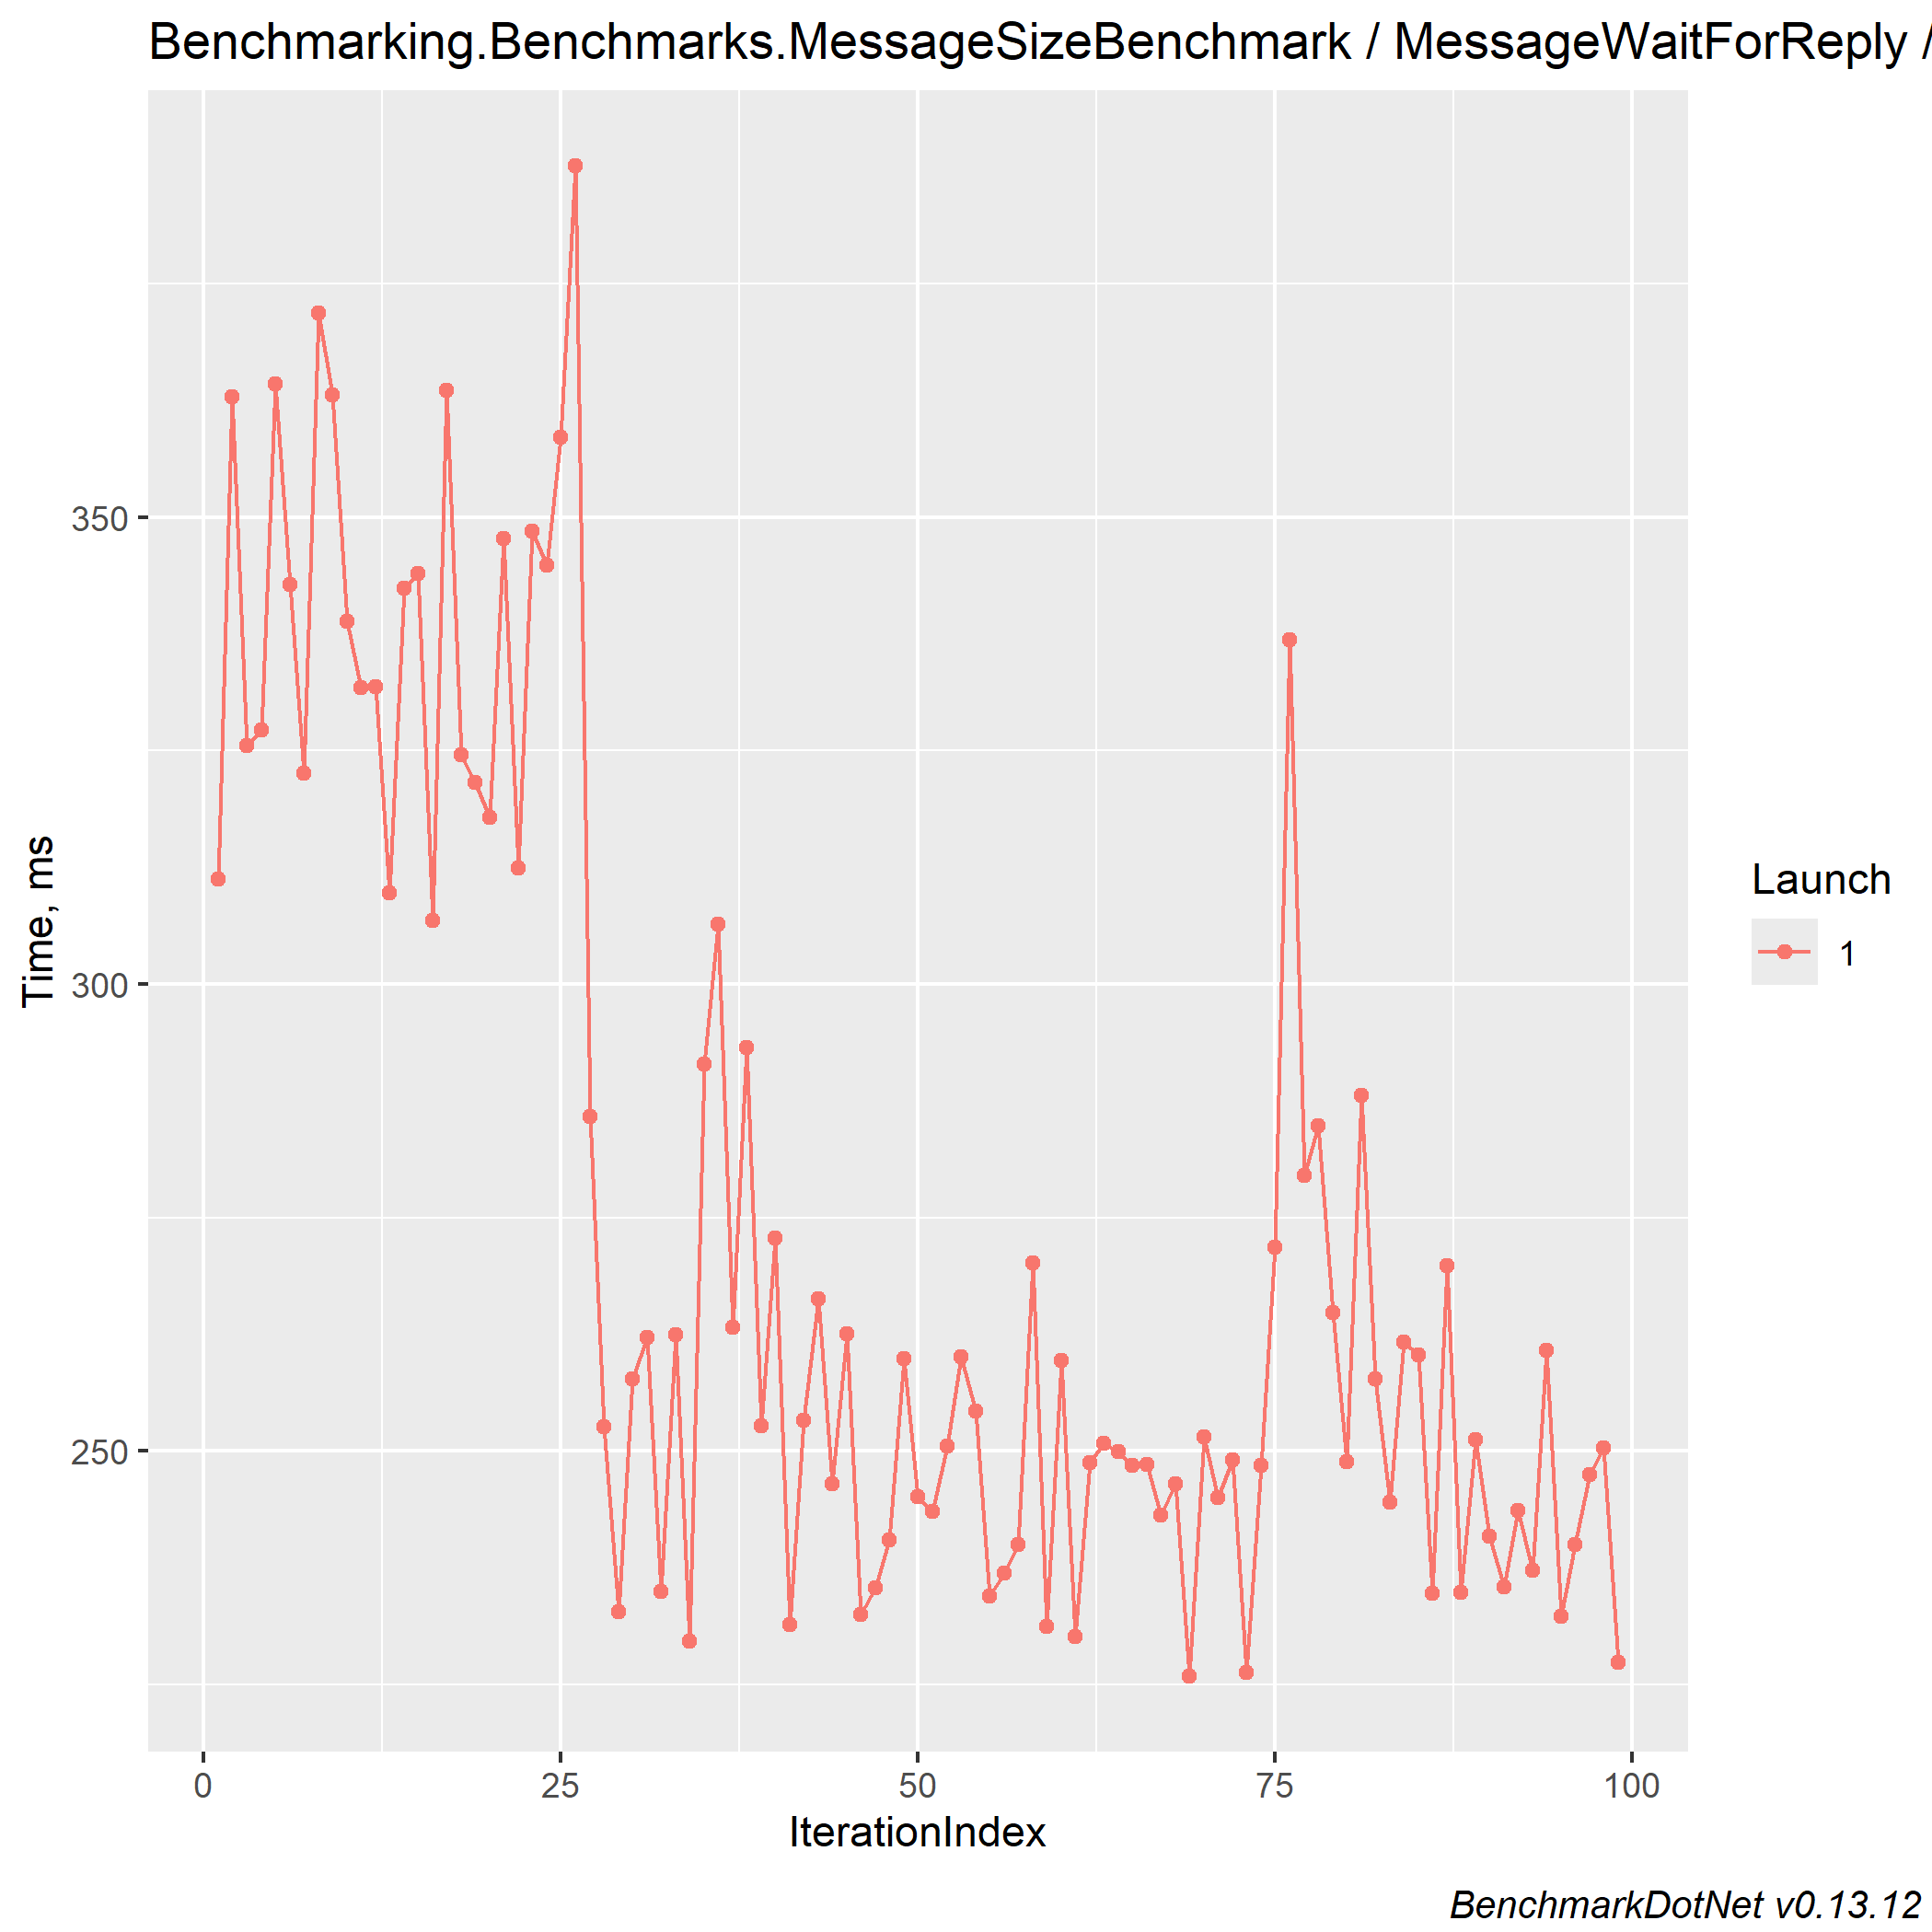 Benchmarking.Benchmarks.MessageSizeBenchmark / MessageWaitForReply /
350
300
250
Time, ms
0 25 50 75 100
IterationIndex
Launch
1
BenchmarkDotNet v0.13.12